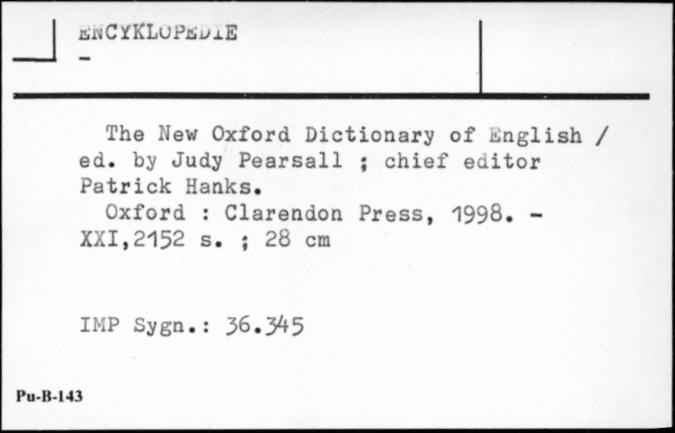 ENCYKLOPEDIE
-
The New Oxford Dictionary of English /
ed. by Judy Pearsall ; chief editor
Patrick Hanks.
Oxford : Clarendon Press, 1998. -
XXI,2152 s. ; 28 cm
IMP Sygn.: 36.345
Pu-B-143